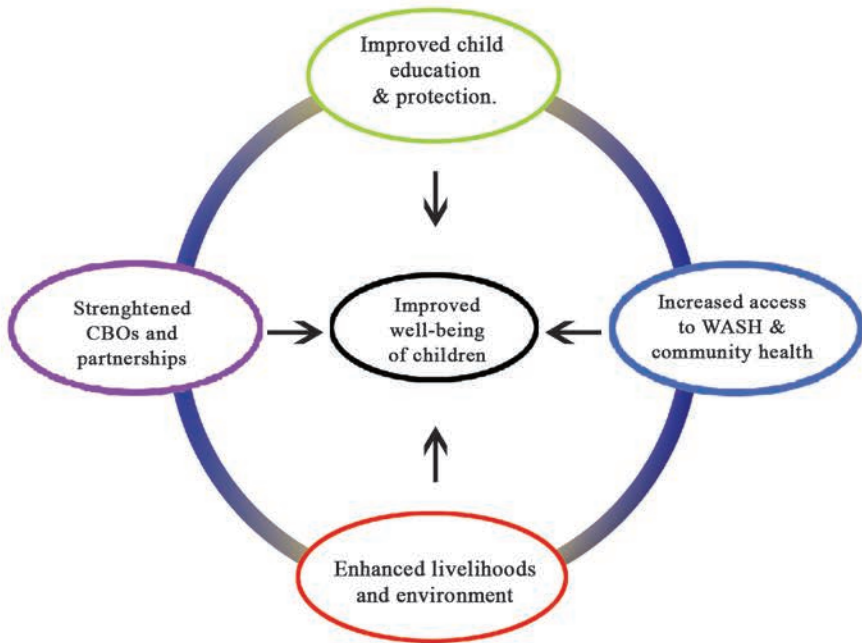 Improved child
education
& protection.
Strenghtened
CBOs and
partnerships
Improved
well-being
of children
Increased access
to WASH &
community health
Enhanced livelihoods
and environment